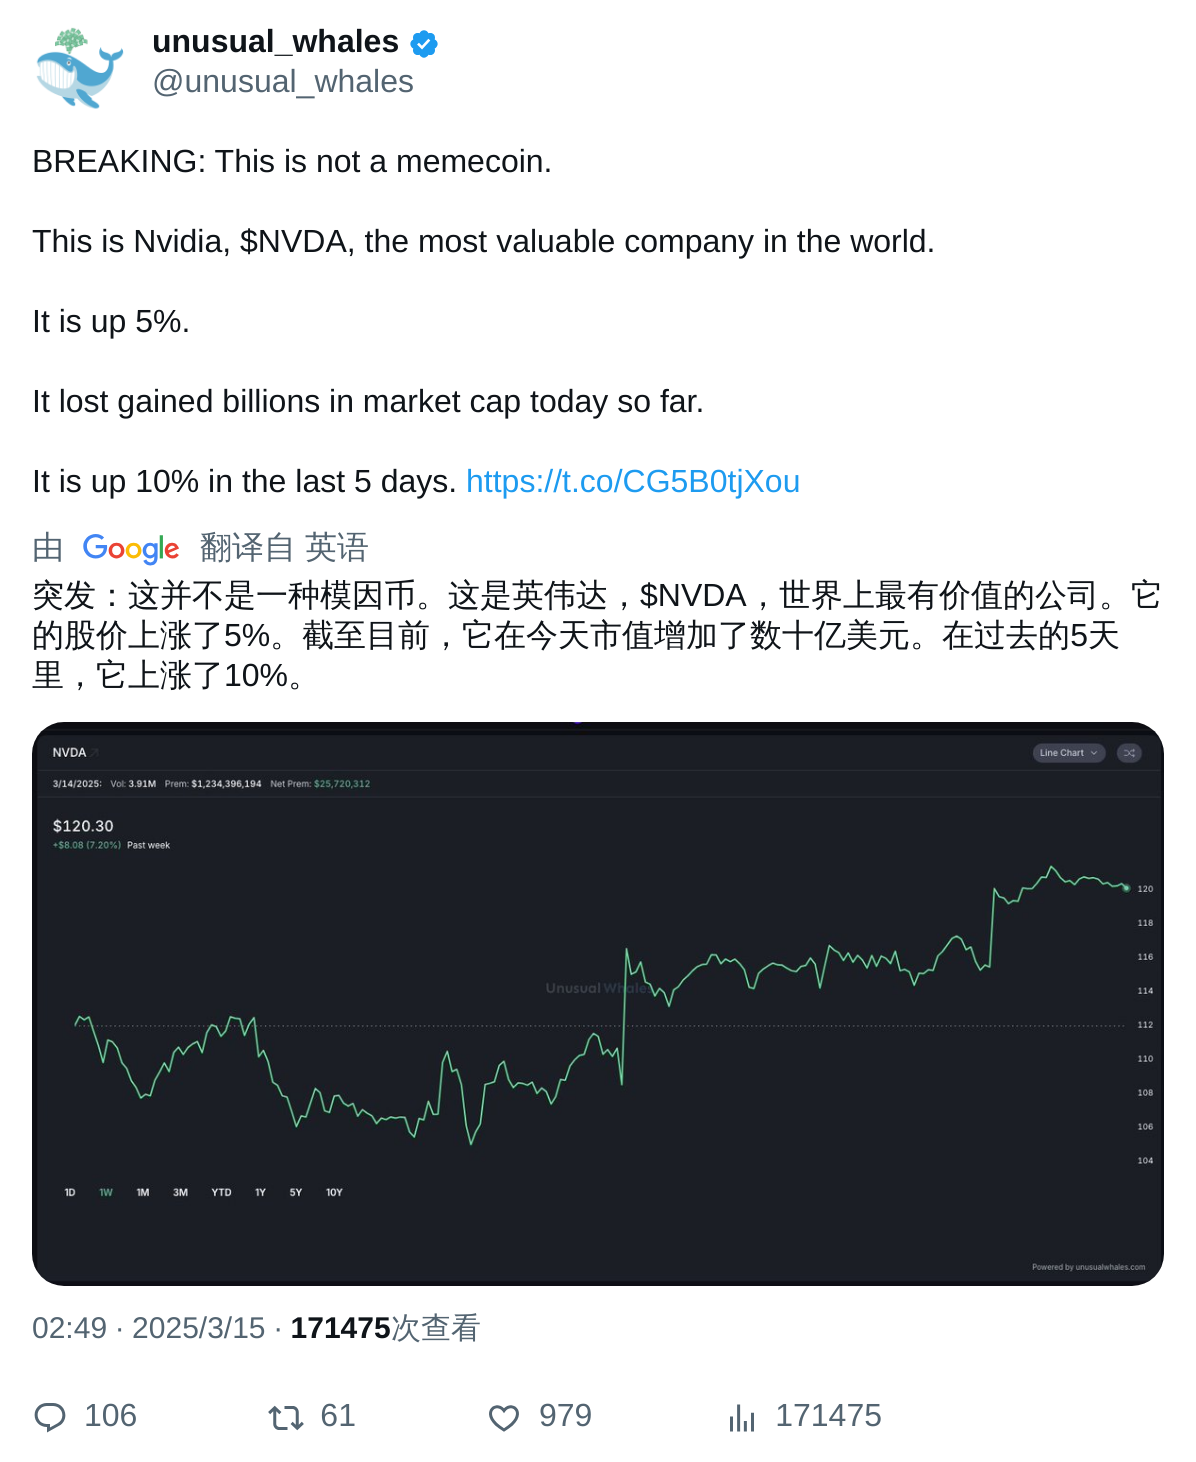 unusual_whales
@unusual_whales
BREAKING: This is not a memecoin.
This is Nvidia, $NVDA, the most valuable company in the world.
It is up 5%.
It lost gained billions in market cap today so far.
It is up 10% in the last 5 days. https://t.co/CG5B0tjXou
由 Google 翻译自 英语
突发：这并不是一种模因币。这是英伟达，$NVDA，世界上最有价值的公司。它
的股价上涨了5%。截至目前，它在今天市值增加了数十亿美元。在过去的5天
里，它上涨了10%。
NVDA
Line Chart
3/14/2025: Vol: 3.91M Prem: $1,234,396,194 Net Prem: $25,720,312
$120.30
+$8.08 (7.20%) Past week
120
118
116
Unusual Whales
114
112
110
108
106
104
1D 1W 1M 3M YTD 1Y 5Y 10Y
Powered by unusualwhales.com
02:49 · 2025/3/15 · 171475次查看
106 61 979 171475